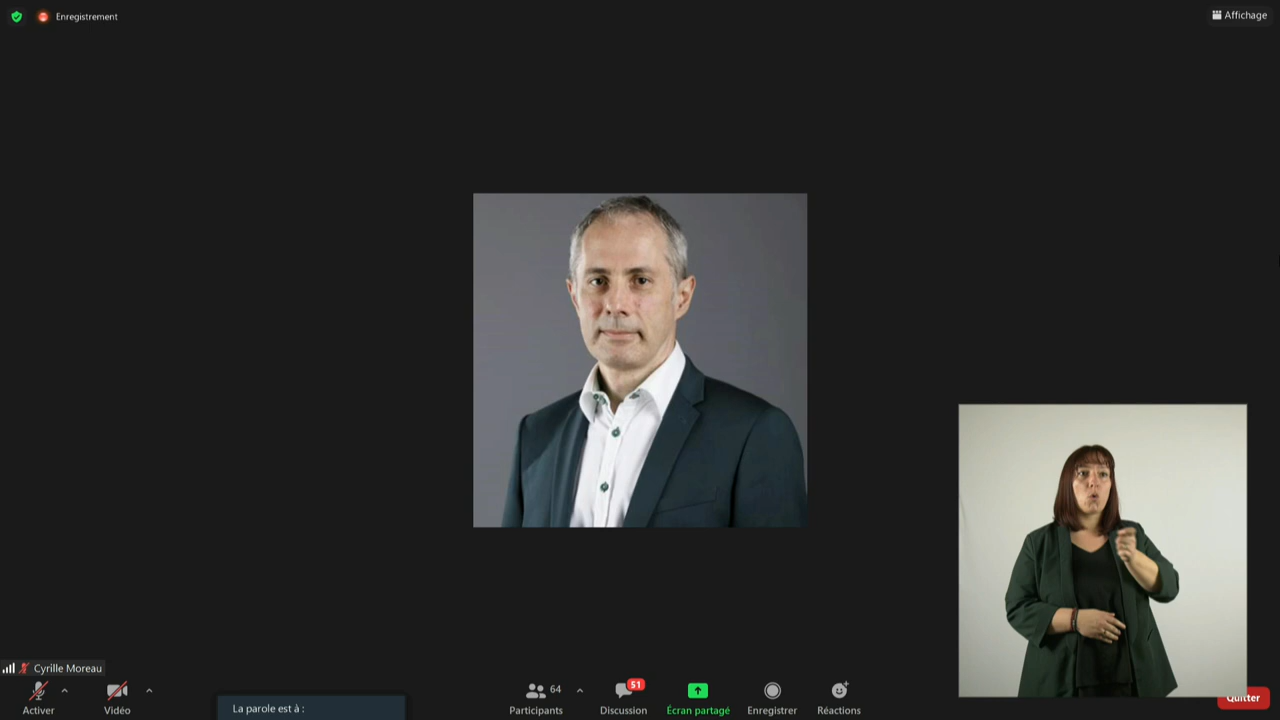 Enregistrement
Affichage
Cyrille Moreau
Activer
Vidéo
La parole est à :
64
Participants
51
Discussion
Écran partagé
Enregistrer
Réactions
Quitter